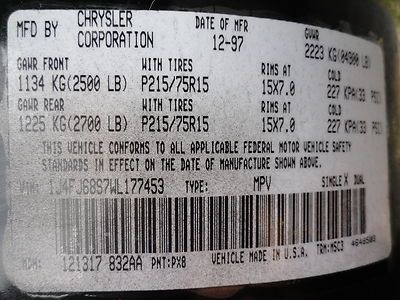 MFD BY CHRYSLER CORPORATION DATE OF MFR 12-97 GVWR 2223 KG(04900 LB)
GAWR FRONT WITH TIRES RIMS AT COLD
1134 KG(2500 LB) P215/75R15 15X7.0 227 KPA(33 PSI)
GAWR REAR WITH TIRES RIMS AT COLD
1225 KG(2700 LB) P215/75R15 15X7.0 227 KPA(33 PSI)
THIS VEHICLE CONFORMS TO ALL APPLICABLE FEDERAL MOTOR VEHICLE SAFETY
STANDARDS IN EFFECT ON THE DATE OF MANUFACTURE SHOWN ABOVE.
VIN: 1J4FJ68S7WL177453 TYPE: MPV SINGLE X DUAL
MDH: 121317 832AA PNT:PX8 VEHICLE MADE IN U.S.A. TRM:MSC3 4648503